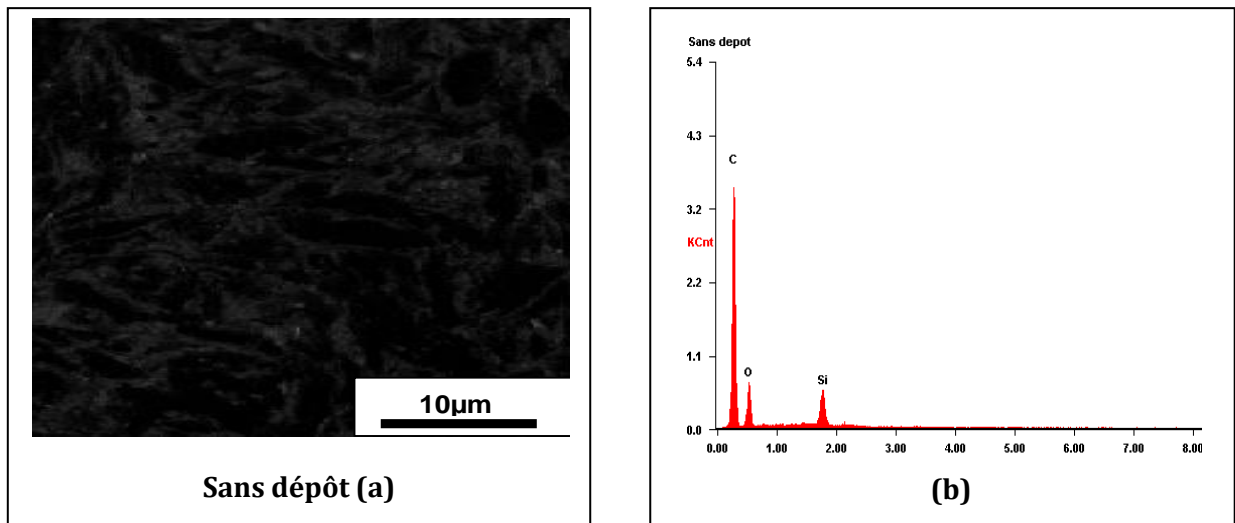 10µm
Sans dépôt (a)
Sans depot
5.4
4.3
C
3.2
KCnt
2.2
1.1
O
Si
0.0
0.00 1.00 2.00 3.00 4.00 5.00 6.00 7.00 8.00
(b)